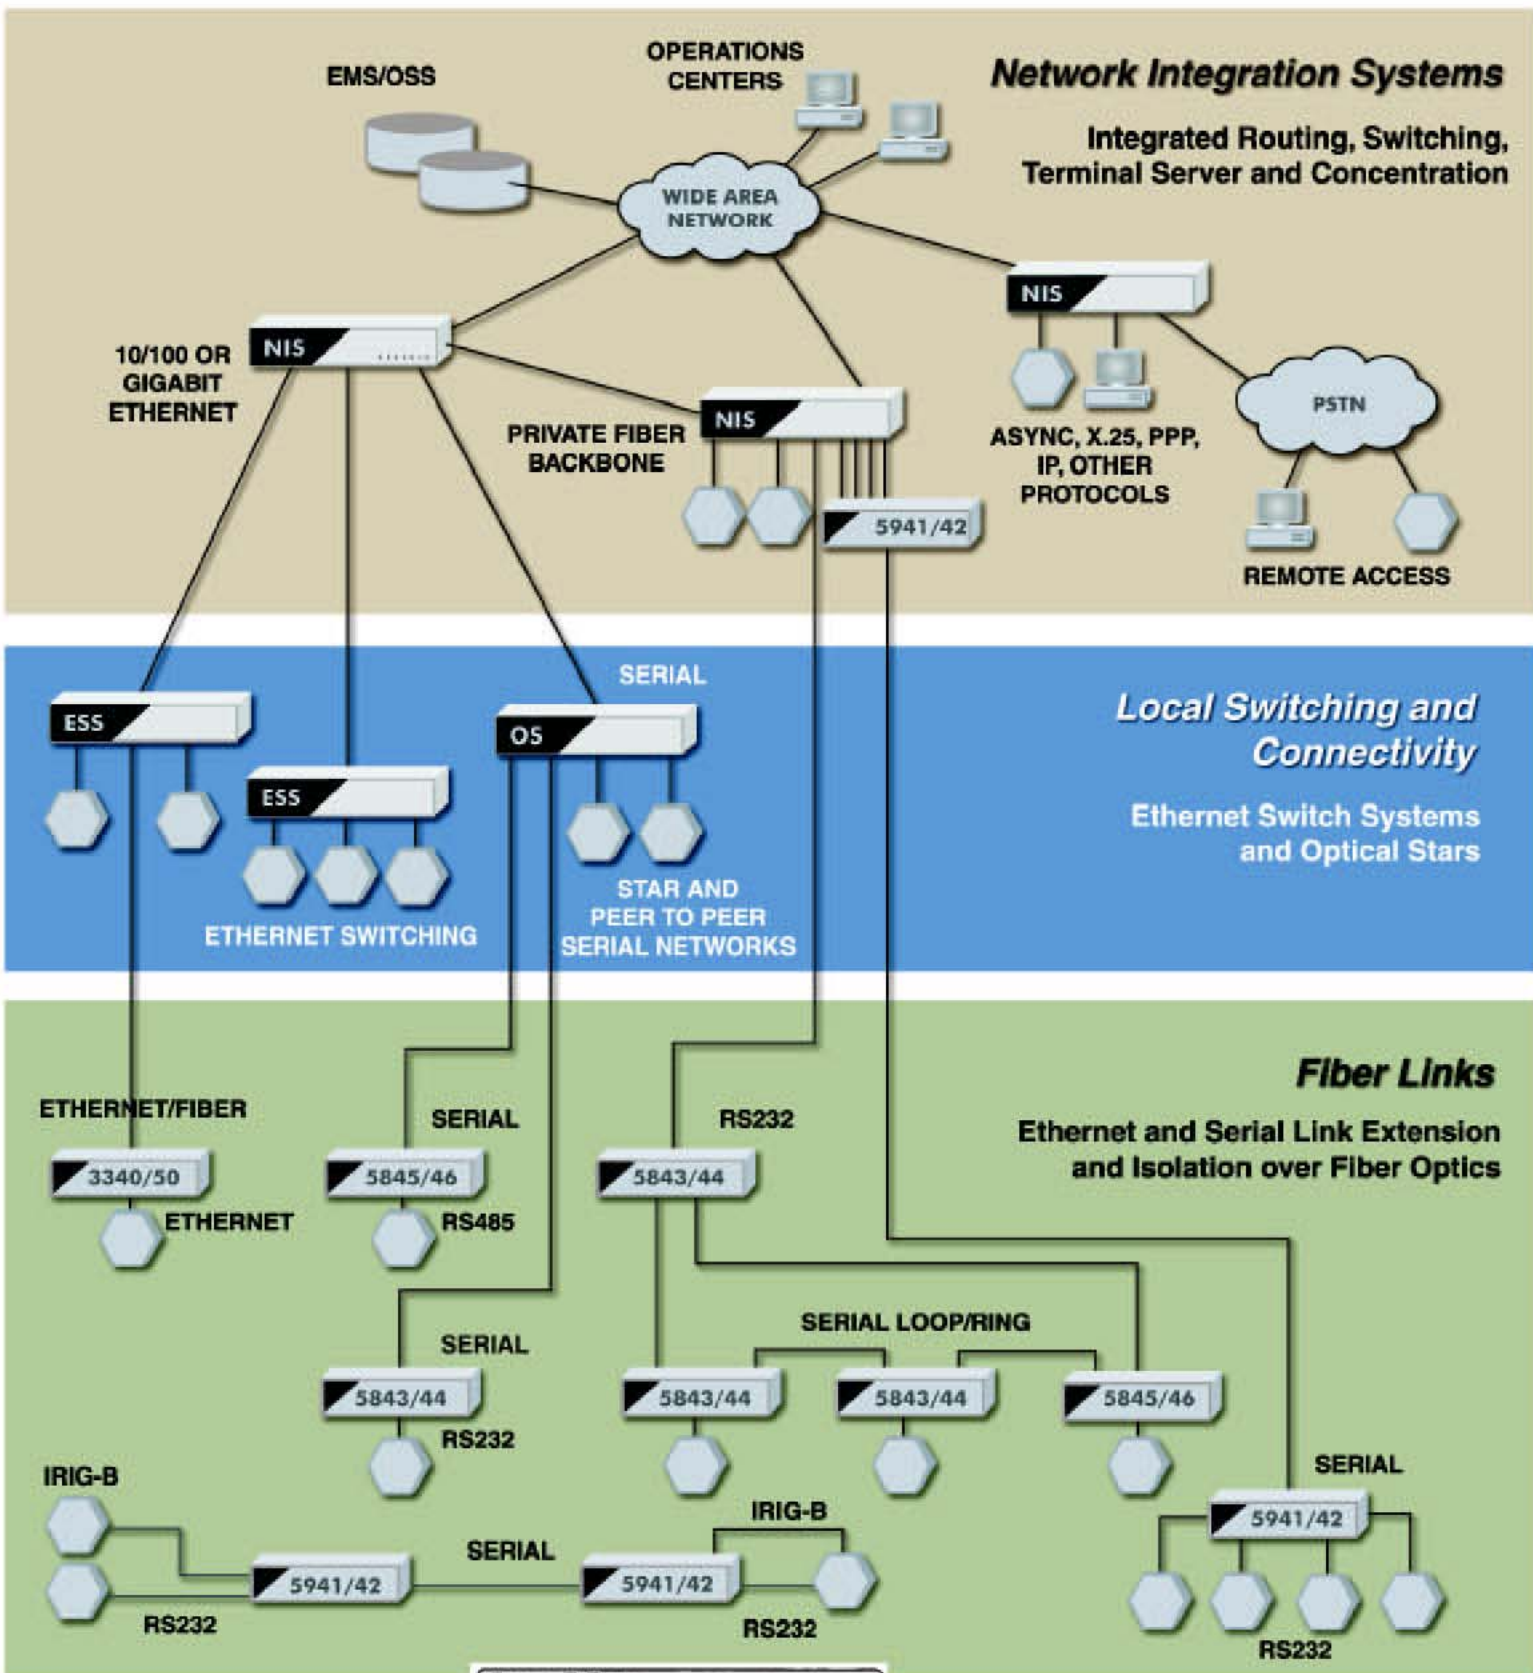 EMS/OSS
OPERATIONS
CENTERS
Network Integration Systems
Integrated Routing, Switching,
Terminal Server and Concentration
WIDE AREA
NETWORK
NIS
NIS
10/100 OR
GIGABIT
ETHERNET
PRIVATE FIBER
BACKBONE
NIS
5941/42
ASYNC, X.25, PPP,
IP, OTHER
PROTOCOLS
PSTN
REMOTE ACCESS
SERIAL
ESS
OS
ESS
Local Switching and
Connectivity
Ethernet Switch Systems
and Optical Stars
ETHERNET SWITCHING
STAR AND
PEER TO PEER
SERIAL NETWORKS
Fiber Links
Ethernet and Serial Link Extension
and Isolation over Fiber Optics
ETHERNET/FIBER
SERIAL
RS232
3340/50
5845/46
5843/44
ETHERNET
RS485
SERIAL LOOP/RING
SERIAL
5843/44
5843/44
5843/44
5845/46
RS232
IRIG-B
SERIAL
5941/42
RS232
IRIG-B
SERIAL
5941/42
5941/42
RS232
RS232